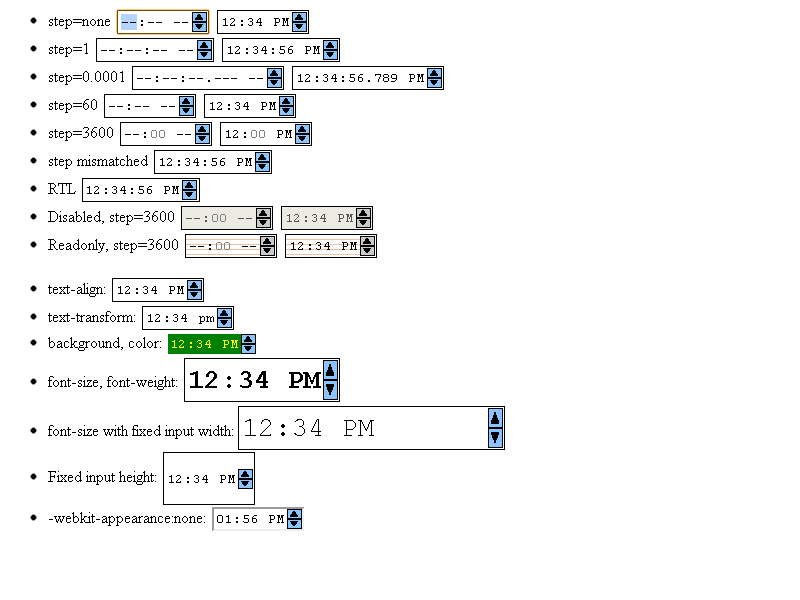 step=none --:-- -- 12:34 PM
step=1 --:--:-- -- 12:34:56 PM
step=0.0001 --:--:--.--- -- 12:34:56.789 PM
step=60 --:-- -- 12:34 PM
step=3600 --:00 -- 12:00 PM
step mismatched 12:34:56 PM
RTL 12:34:56 PM
Disabled, step=3600 --:00 -- 12:34 PM
Readonly, step=3600 --:00 -- 12:34 PM
text-align: 12:34 PM
text-transform: 12:34 pm
background, color: 12:34 PM
font-size, font-weight: 12:34 PM
font-size with fixed input width: 12:34 PM
Fixed input height: 12:34 PM
-webkit-appearance:none: 01:56 PM